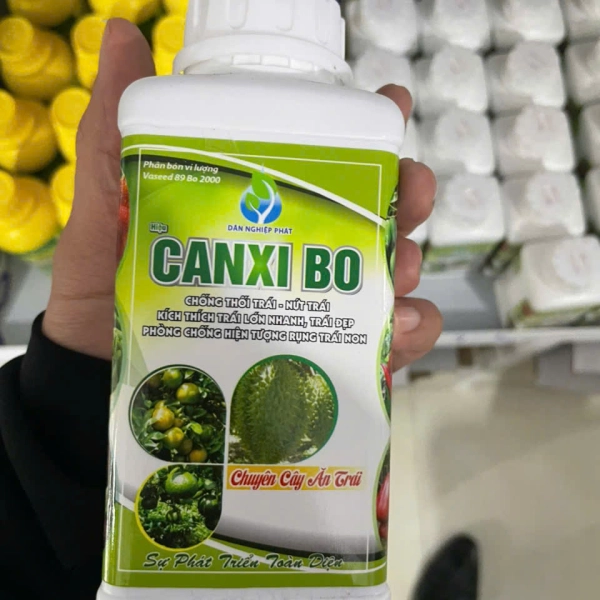 Phân bón vi lượng
Vaseed 89 Bo 2000
DÂN NGHIỆP PHÁT
Hiệu
CANXI BO
CHỐNG THỐI TRÁI - NỨT TRÁI
KÍCH THÍCH TRÁI LỚN NHANH, TRÁI ĐẸP
PHÒNG CHỐNG HIỆN TƯỢNG RỤNG TRÁI NON
Chuyên Cây Ăn Trái
Sự Phát Triển Toàn Diện